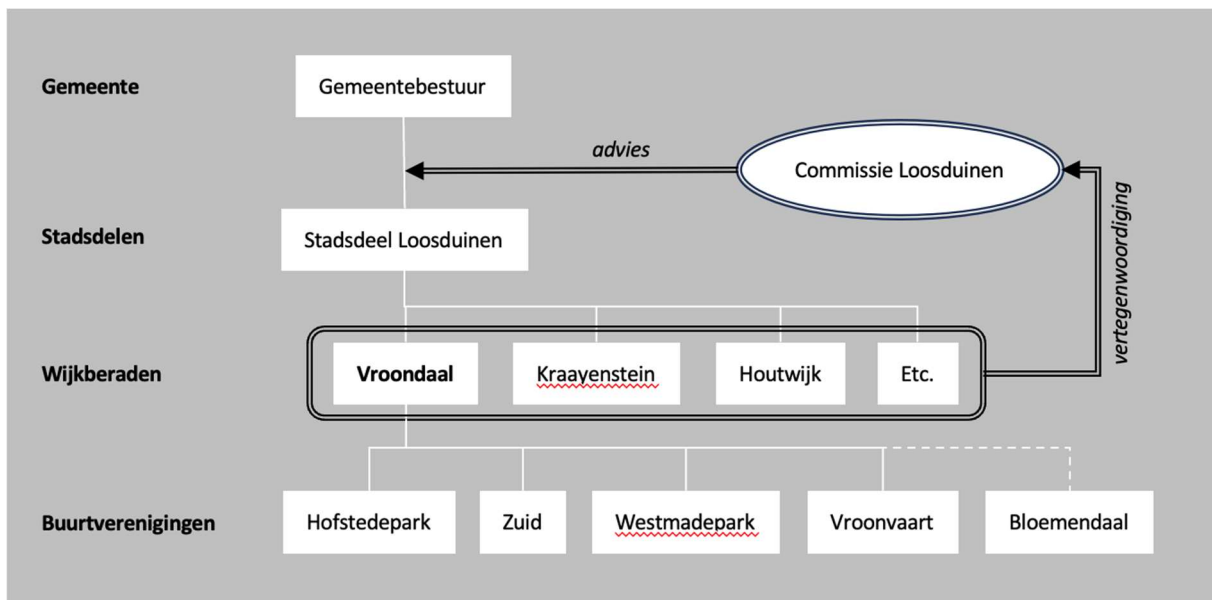 Gemeente
Gemeentebestuur
advies
Commissie Loosduinen
vertegenwoordiging
Stadsdelen
Stadsdeel Loosduinen
Wijkberaden
Vroondaal
Kraayenstein
Houtwijk
Etc.
Buurtverenigingen
Hofstedepark
Zuid
Westmadepark
Vroonvaart
Bloemendaal